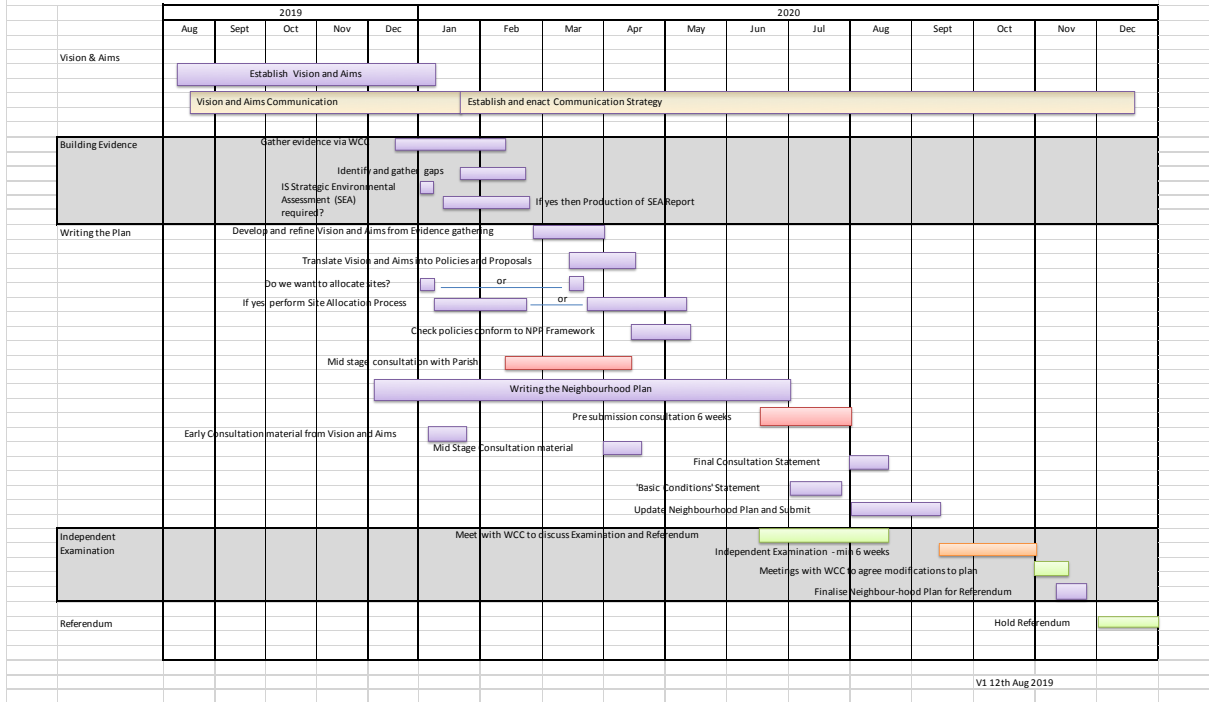 2019 2020
Aug Sept Oct Nov Dec Jan Feb Mar Apr May Jun Jul Aug Sept Oct Nov Dec
Vision & Aims
Establish Vision and Aims
Vision and Aims Communication
Establish and enact Communication Strategy
Building Evidence
Gather evidence via WCC
Identify and gather gaps
IS Strategic Environmental
Assessment (SEA)
required?
If yes then Production of SEA Report
Writing the Plan
Develop and refine Vision and Aims from Evidence gathering
Translate Vision and Aims into Policies and Proposals
Do we want to allocate sites?
or
If yes perform Site Allocation Process
or
Check policies conform to NPP Framework
Mid stage consultation with Parish
Writing the Neighbourhood Plan
Pre submission consultation 6 weeks
Early Consultation material from Vision and Aims
Mid Stage Consultation material
Final Consultation Statement
'Basic Conditions' Statement
Update Neighbourhood Plan and Submit
Independent
Examination
Meet with WCC to discuss Examination and Referendum
Independent Examination - min 6 weeks
Meetings with WCC to agree modifications to plan
Finalise Neighbour-hood Plan for Referendum
Referendum
Hold Referendum
V1 12th Aug 2019